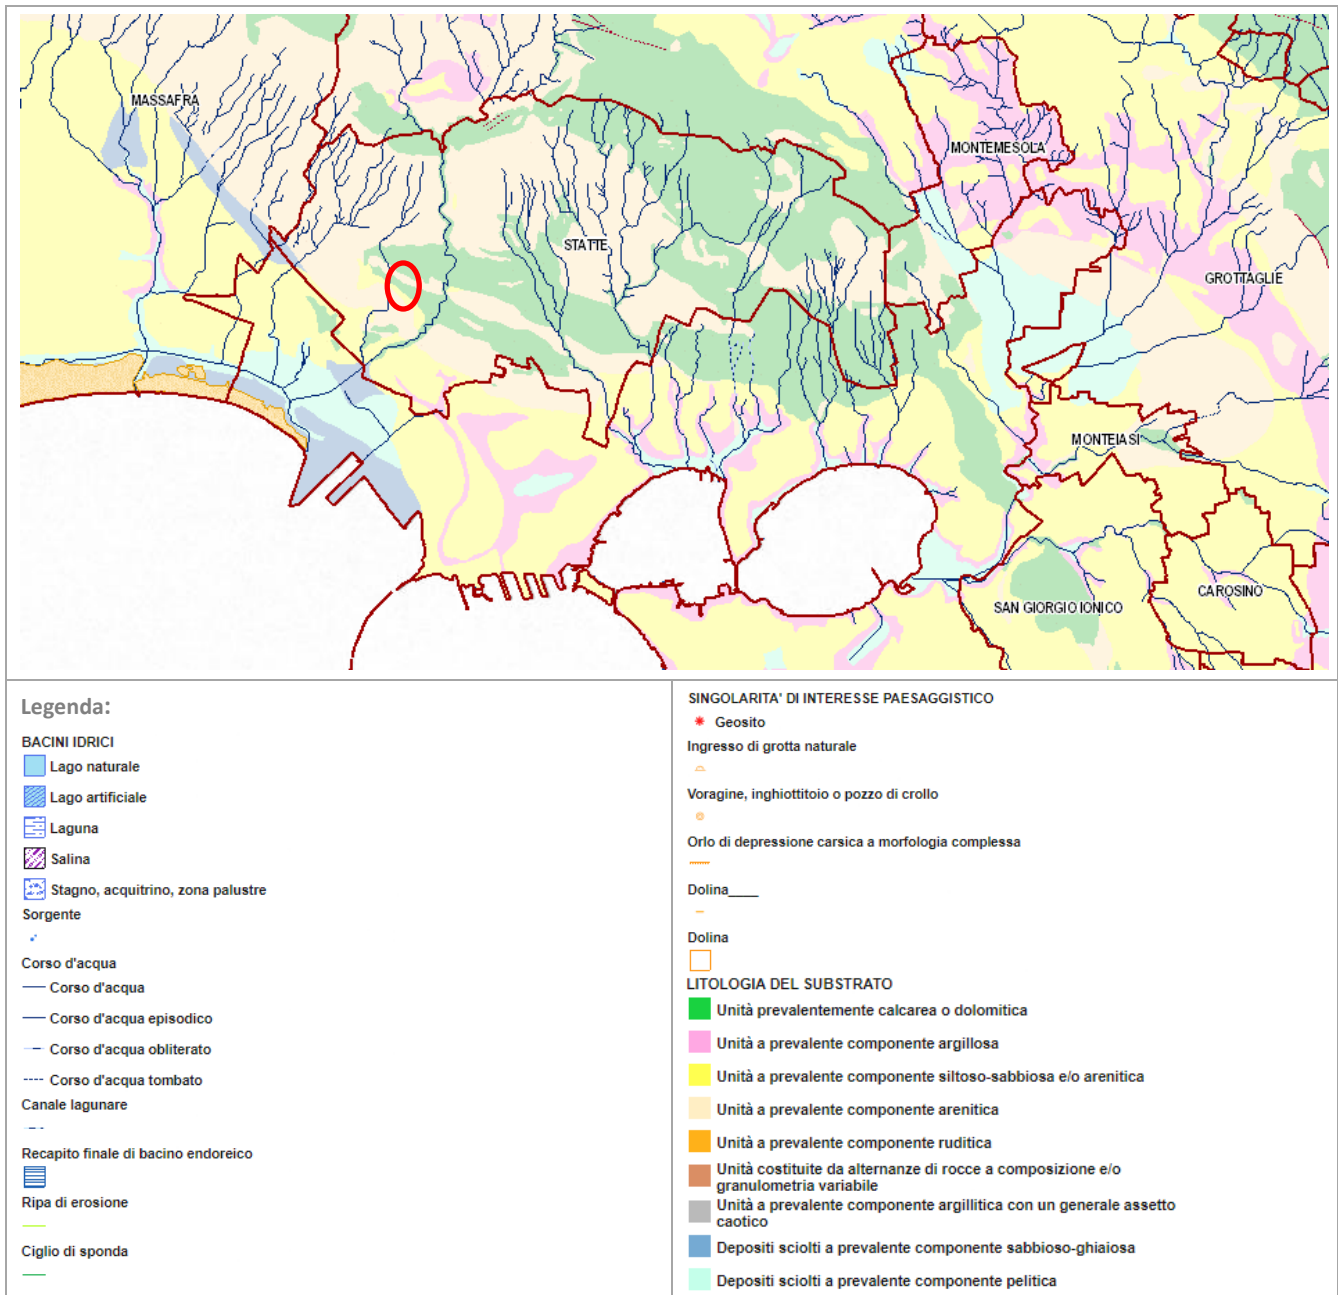 MASSAFRA
MONTEMESOLA
STATTE
GROTTAGLIE
MONTEIASI
SAN GIORGIO IONICO
CAROSINO
Legenda:
BACINI IDRICI
Lago naturale
Lago artificiale
Laguna
Salina
Stagno, acquitrino, zona palustre
Sorgente
Corso d'acqua
Corso d'acqua
Corso d'acqua episodico
Corso d'acqua obliterato
Corso d'acqua tombato
Canale lagunare
Recapito finale di bacino endoreico
Ripa di erosione
Ciglio di sponda
SINGOLARITA' DI INTERESSE PAESAGGISTICO
Geosito
Ingresso di grotta naturale
Voragine, inghiottitoio o pozzo di crollo
Orlo di depressione carsica a morfologia complessa
Dolina____
Dolina
LITOLOGIA DEL SUBSTRATO
Unità prevalentemente calcarea o dolomitica
Unità a prevalente componente argillosa
Unità a prevalente componente siltoso-sabbiosa e/o arenitica
Unità a prevalente componente arenitica
Unità a prevalente componente ruditica
Unità costituite da alternanze di rocce a composizione e/o
granulometria variabile
Unità a prevalente componente argillitica con un generale assetto
caotico
Depositi sciolti a prevalente componente sabbioso-ghiaiosa
Depositi sciolti a prevalente componente pelitica